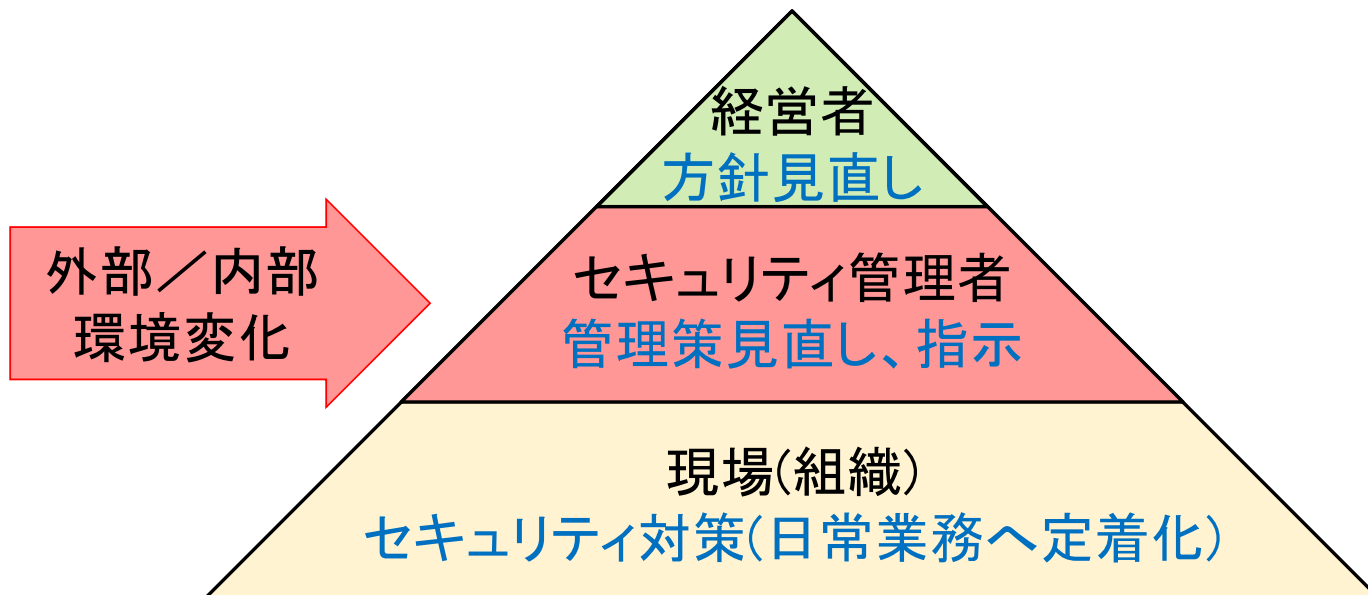 経営者
方針見直し
外部／内部
環境変化
セキュリティ管理者
管理策見直し、指示
現場(組織)
セキュリティ対策(日常業務へ定着化)